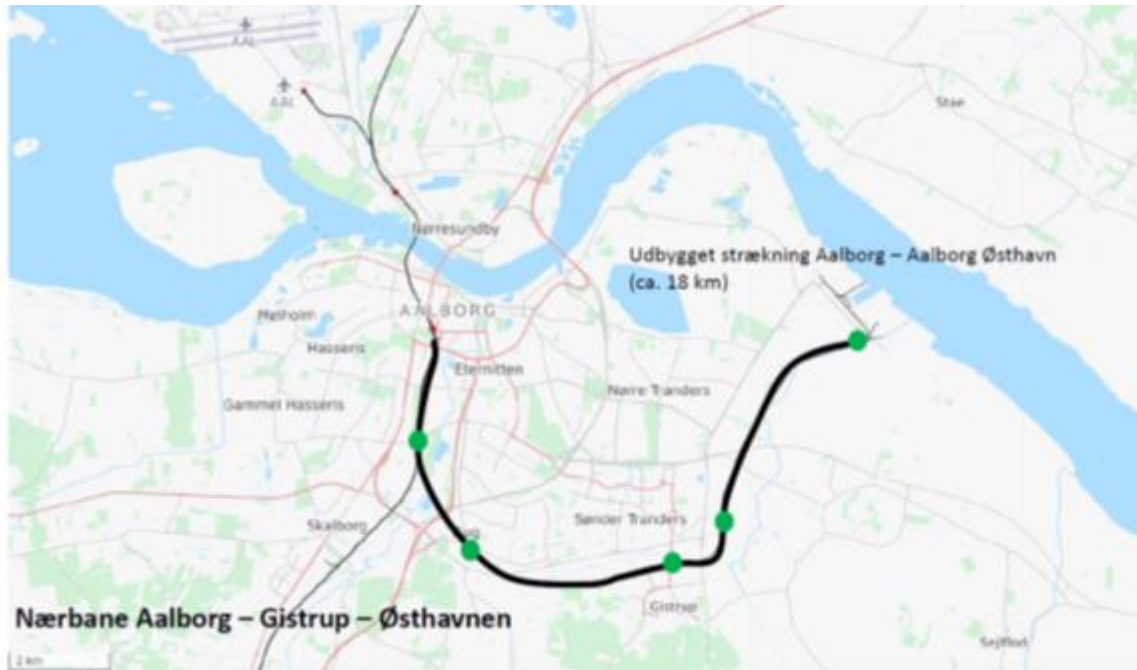 AAL
AAL
Stae
Nørresundby
Udbygget strækning Aalborg – Aalborg Østhavn
(ca. 18 km)
AALBORG
Mølholm
Hasseris
Eternitten
Nørre Tranders
Gammel Hasseris
Skalborg
Sønder Tranders
Gistrup
Nærbane Aalborg – Gistrup – Østhavnen
Sejlflod
2 km